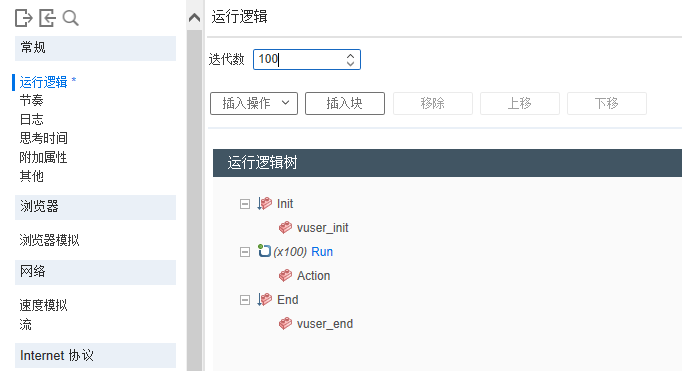 常规
运行逻辑 *
节奏
日志
思考时间
附加属性
其他
浏览器
浏览器模拟
网络
速度模拟
流
Internet 协议
运行逻辑
迭代数 100
插入操作 插入块 移除 上移 下移
运行逻辑树
Init
vuser_init
(x100) Run
Action
End
vuser_end